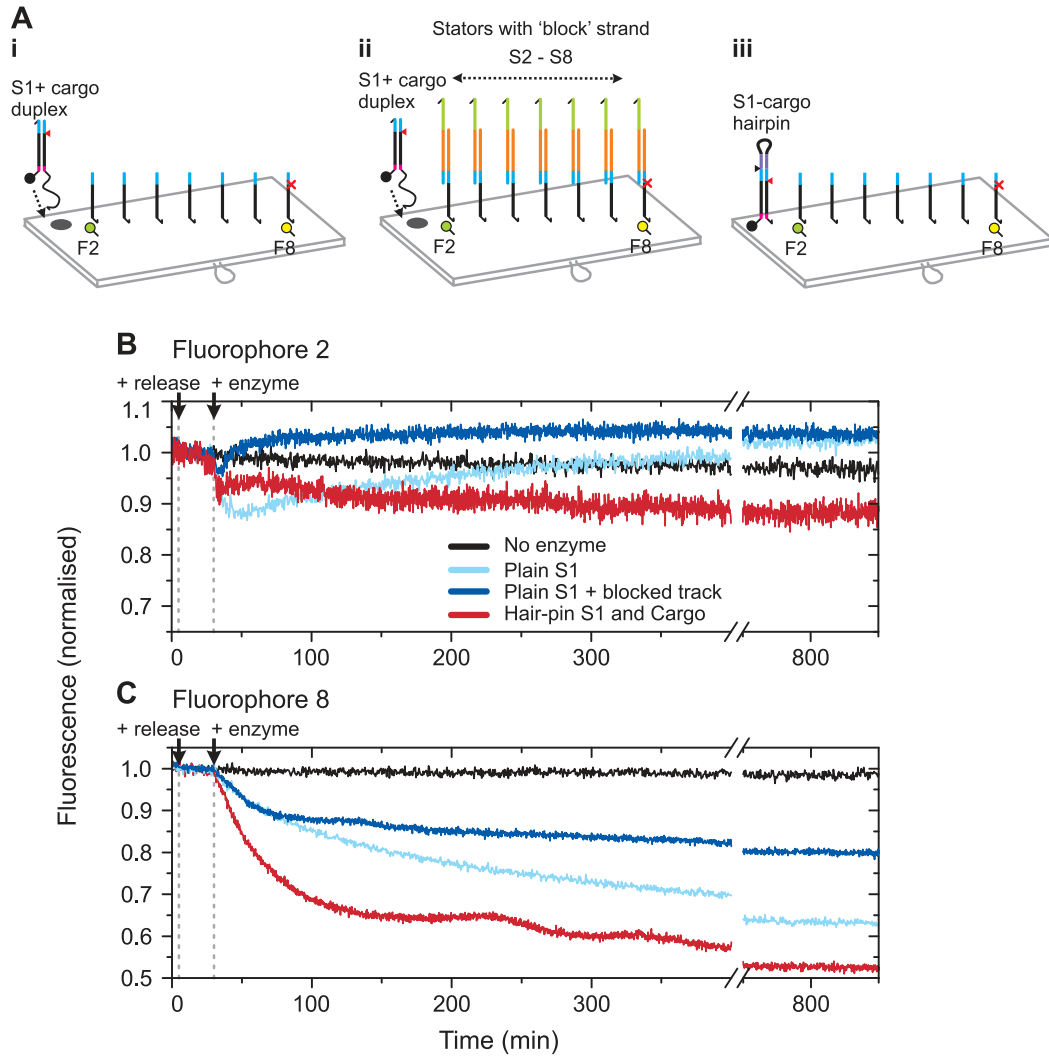 A
i
S1+ cargo
duplex
F2
F8
ii
Stators with 'block' strand
S2 - S8
S1+ cargo
duplex
F2
F8
iii
S1-cargo
hairpin
F2
F8
B Fluorophore 2
+ release + enzyme
1.1
1.0
0.9
0.8
0.7
No enzyme
Plain S1
Plain S1 + blocked track
Hair-pin S1 and Cargo
0 100 200 300 800
C Fluorophore 8
+ release + enzyme
1.0
0.9
0.8
0.7
0.6
0.5
0 100 200 300 800
Fluorescence (normalised)
Time (min)